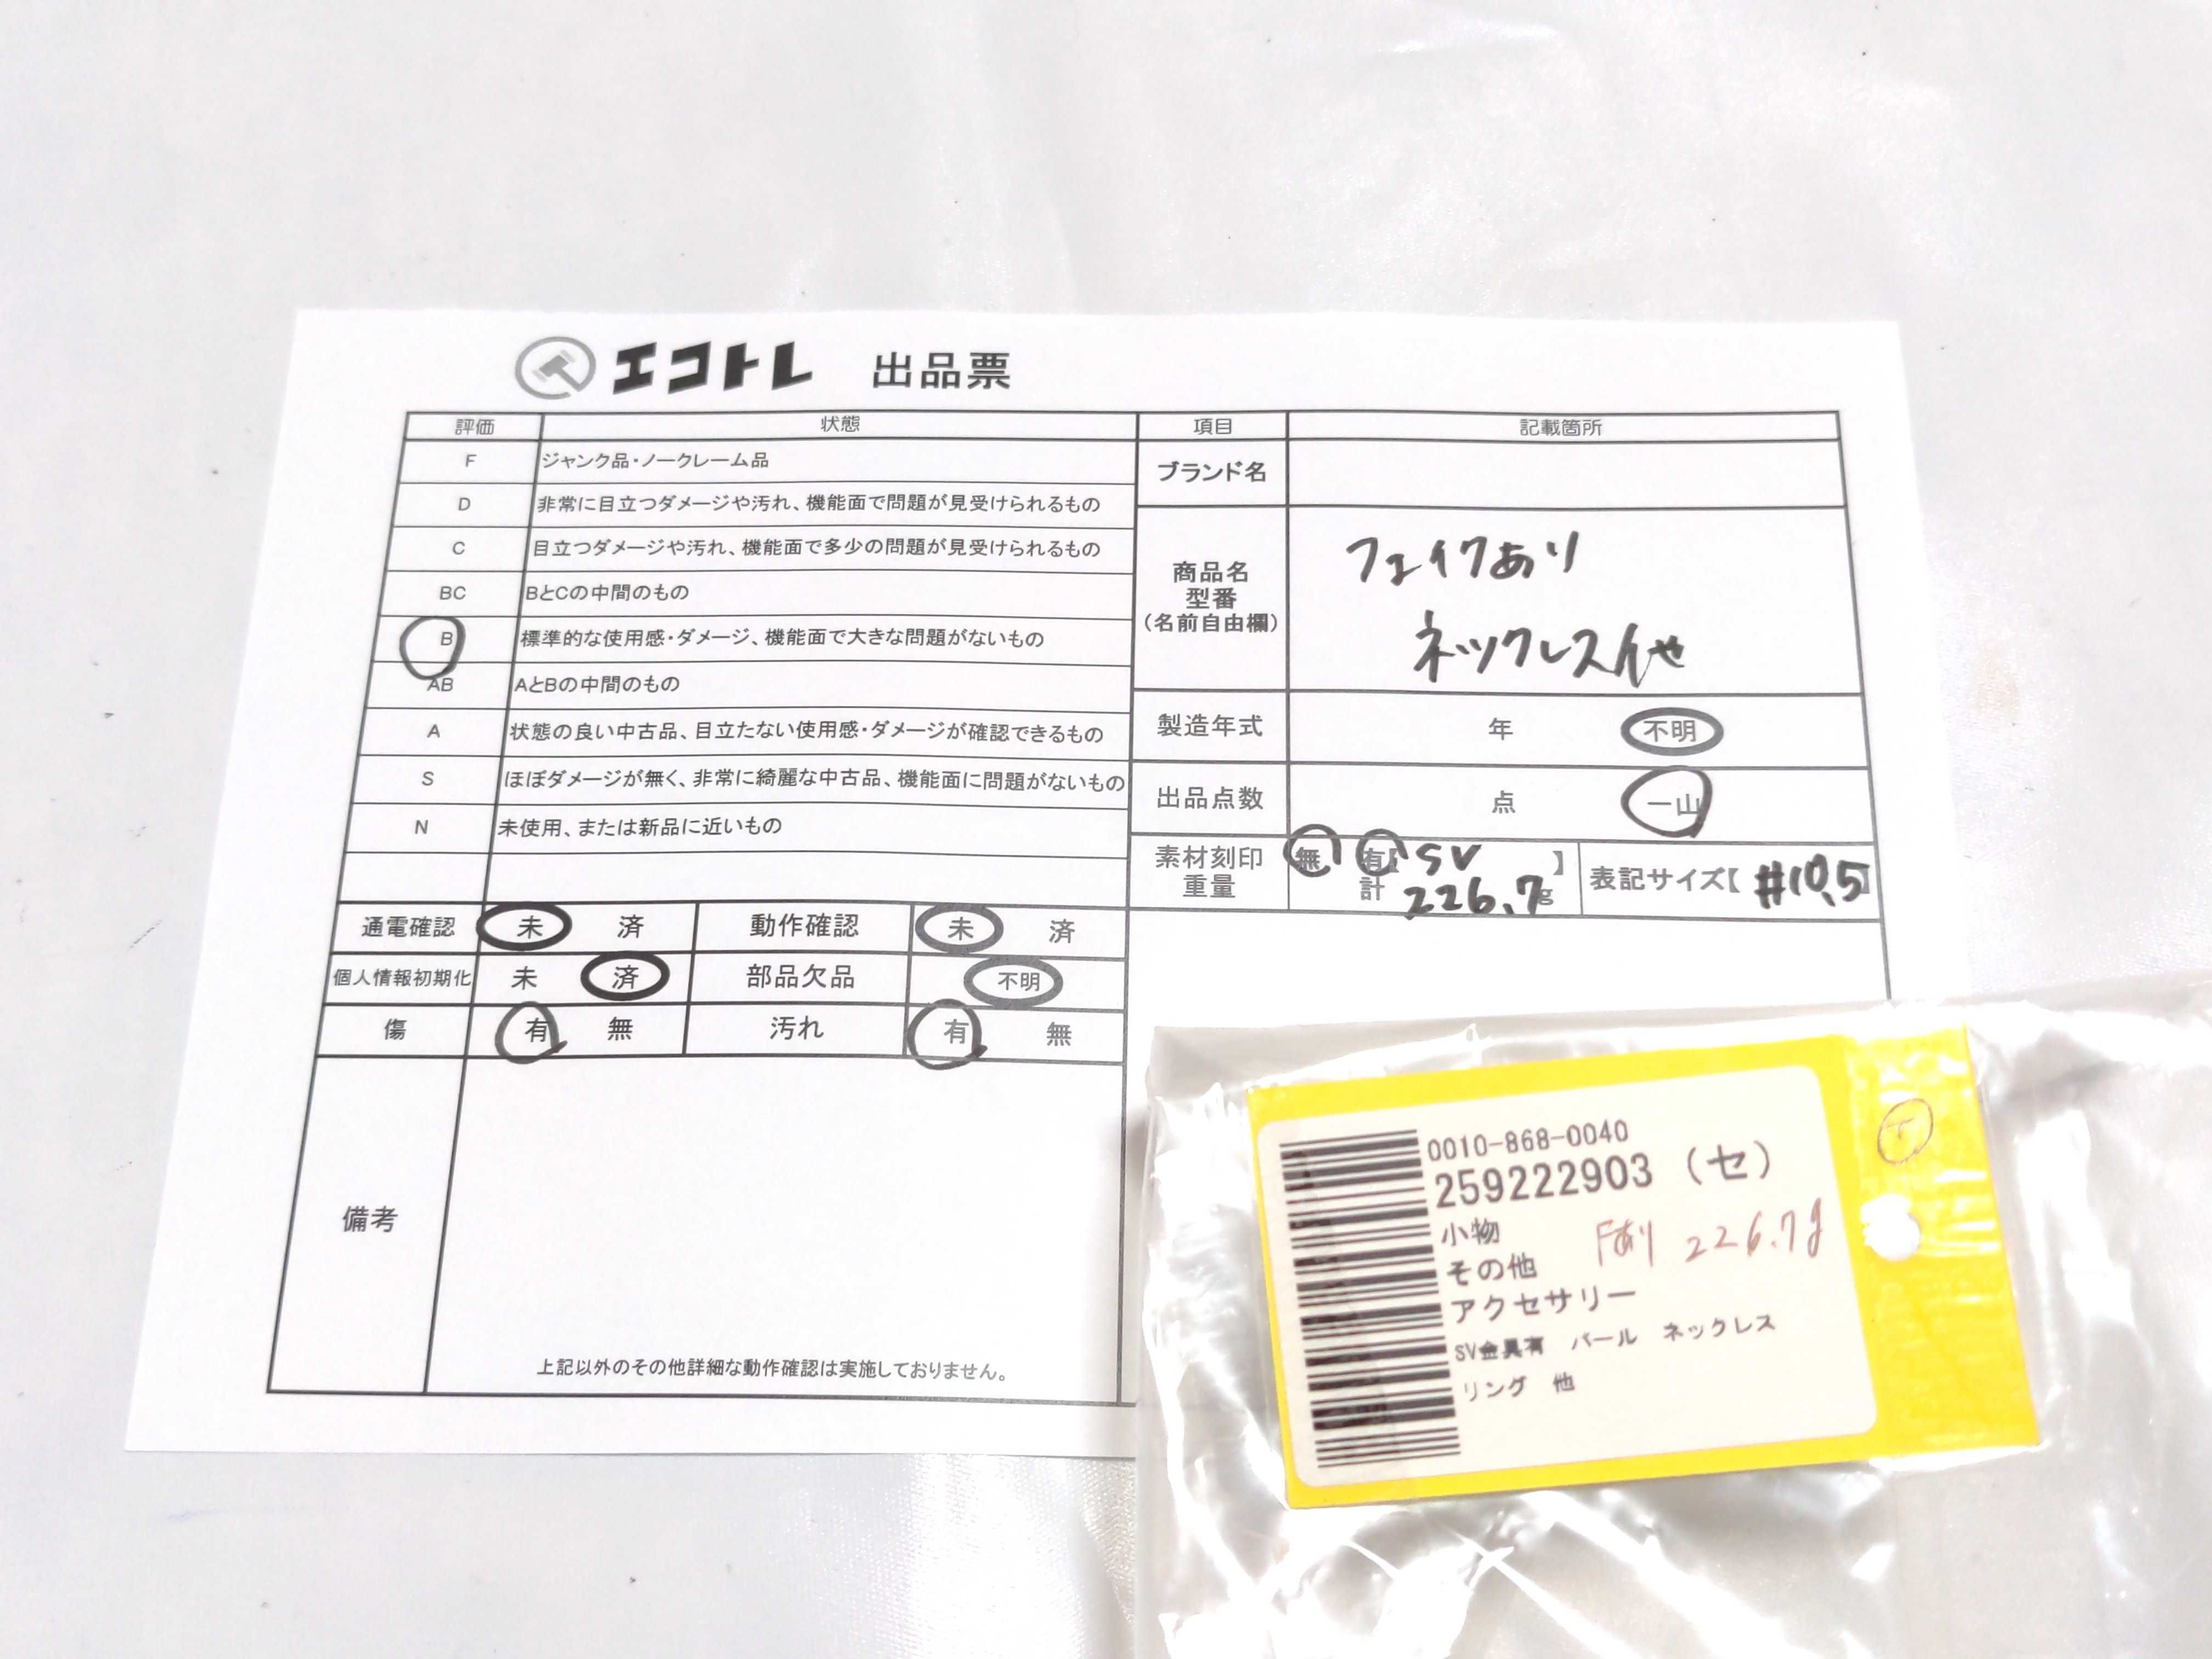 エコトレ 出品票
評価 状態 項目 記載箇所
F ジャンク品・ノークレーム品
D 非常に目立つダメージや汚れ、機能面で問題が見受けられるもの
C 目立つダメージや汚れ、機能面で多少の問題が見受けられるもの
BC BとCの中間のもの
B 標準的な使用感・ダメージ、機能面で大きな問題がないもの
AB AとBの中間のもの
A 状態の良い中古品、目立たない使用感・ダメージが確認できるもの
S ほぼダメージが無く、非常に綺麗な中古品、機能面に問題がないもの
N 未使用、または新品に近いもの
ブランド名
商品名
型番
(名前自由欄)
フェイクあり
ネックレス他
製造年式 年 不明
出品点数 点 一山
素材刻印
重量
無 有【 SV 】
計 226.7g
表記サイズ【 #10.5 】
通電確認 未 済 動作確認 未 済
個人情報初期化 未 済 部品欠品 不明
傷 有 無 汚れ 有 無
備考
上記以外のその他詳細な動作確認は実施しておりません。
0010-868-0040
259222903 (セ)
小物
その他
Fあり 226.7g
アクセサリー
SV金具有 パール ネックレス
リング 他